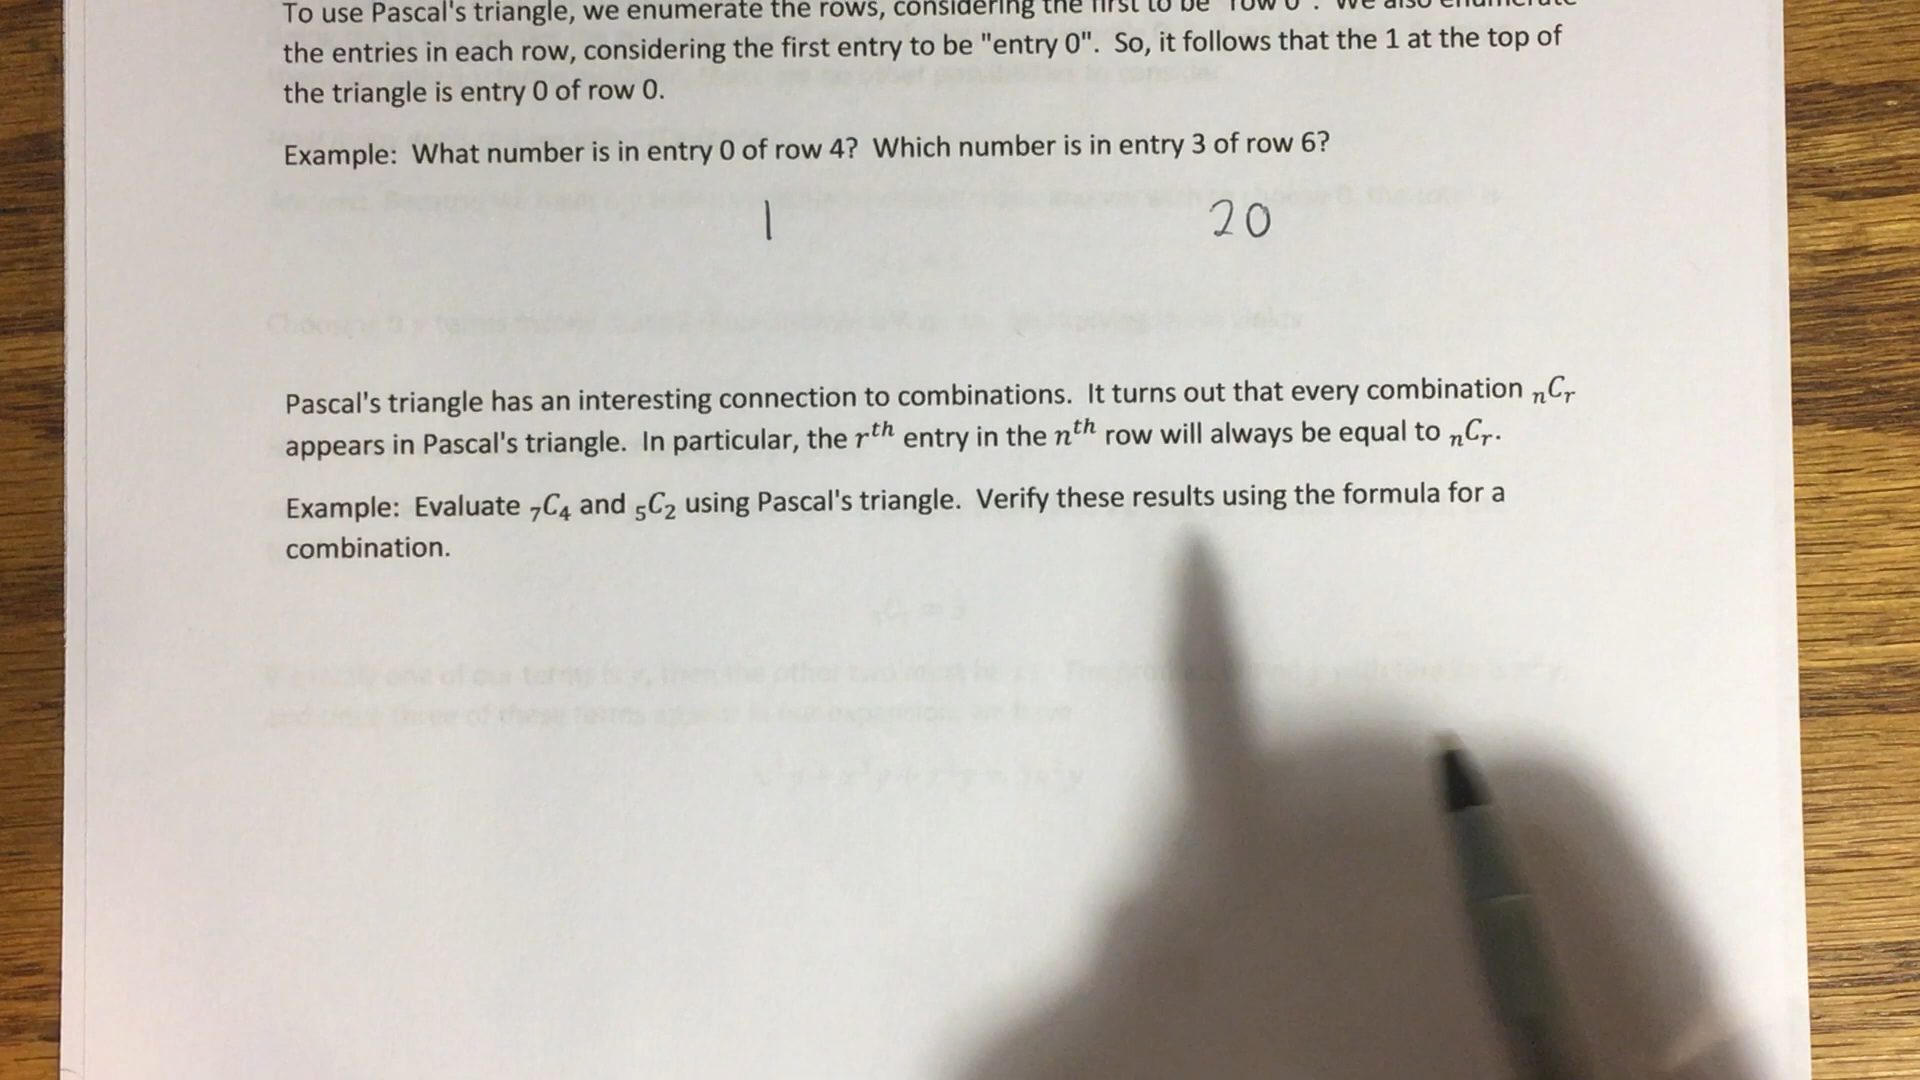 To use Pascal's triangle, we enumerate the rows, considering the first to be "row 0". We also enumerate
the entries in each row, considering the first entry to be "entry 0". So, it follows that the 1 at the top of
the triangle is entry 0 of row 0.
Example: What number is in entry 0 of row 4? Which number is in entry 3 of row 6?
1 20
Pascal's triangle has an interesting connection to combinations. It turns out that every combination ₙCᵣ
appears in Pascal's triangle. In particular, the rᵗʰ entry in the nᵗʰ row will always be equal to ₙCᵣ.
Example: Evaluate ₇C₄ and ₅C₂ using Pascal's triangle. Verify these results using the formula for a
combination.